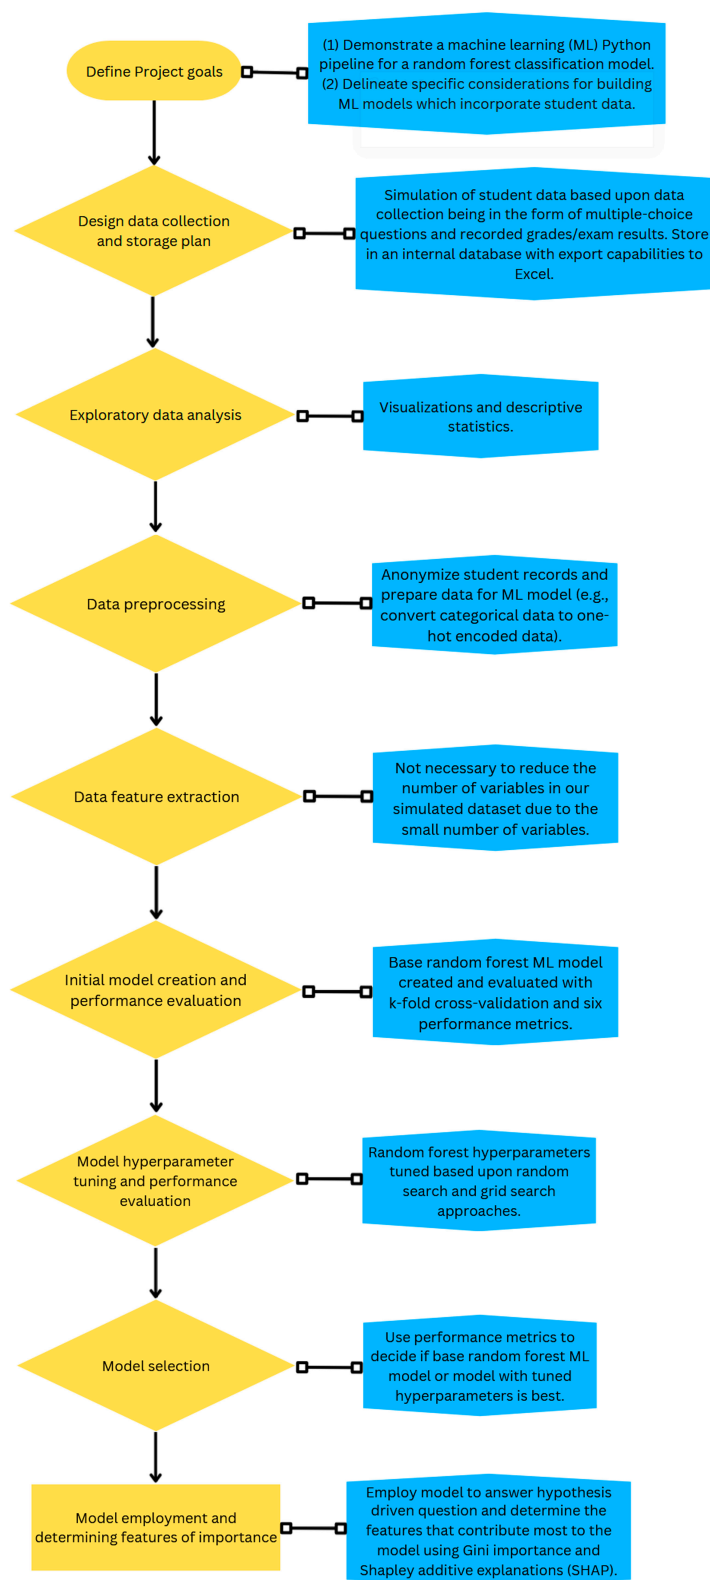 Define Project goals
(1) Demonstrate a machine learning (ML) Python
pipeline for a random forest classification model.
(2) Delineate specific considerations for building
ML models which incorporate student data.
Design data collection
and storage plan
Simulation of student data based upon data
collection being in the form of multiple-choice
questions and recorded grades/exam results. Store
in an internal database with export capabilities to
Excel.
Exploratory data analysis
Visualizations and descriptive
statistics.
Data preprocessing
Anonymize student records and
prepare data for ML model (e.g.,
convert categorical data to one-
hot encoded data).
Data feature extraction
Not necessary to reduce the
number of variables in our
simulated dataset due to the
small number of variables.
Initial model creation and
performance evaluation
Base random forest ML model
created and evaluated with
k-fold cross-validation and six
performance metrics.
Model hyperparameter
tuning and performance
evaluation
Random forest hyperparameters
tuned based upon random
search and grid search
approaches.
Model selection
Use performance metrics to
decide if base random forest ML
model or model with tuned
hyperparameters is best.
Model employment and
determining features of importance
Employ model to answer hypothesis
driven question and determine the
features that contribute most to the
model using Gini importance and
Shapley additive explanations (SHAP).